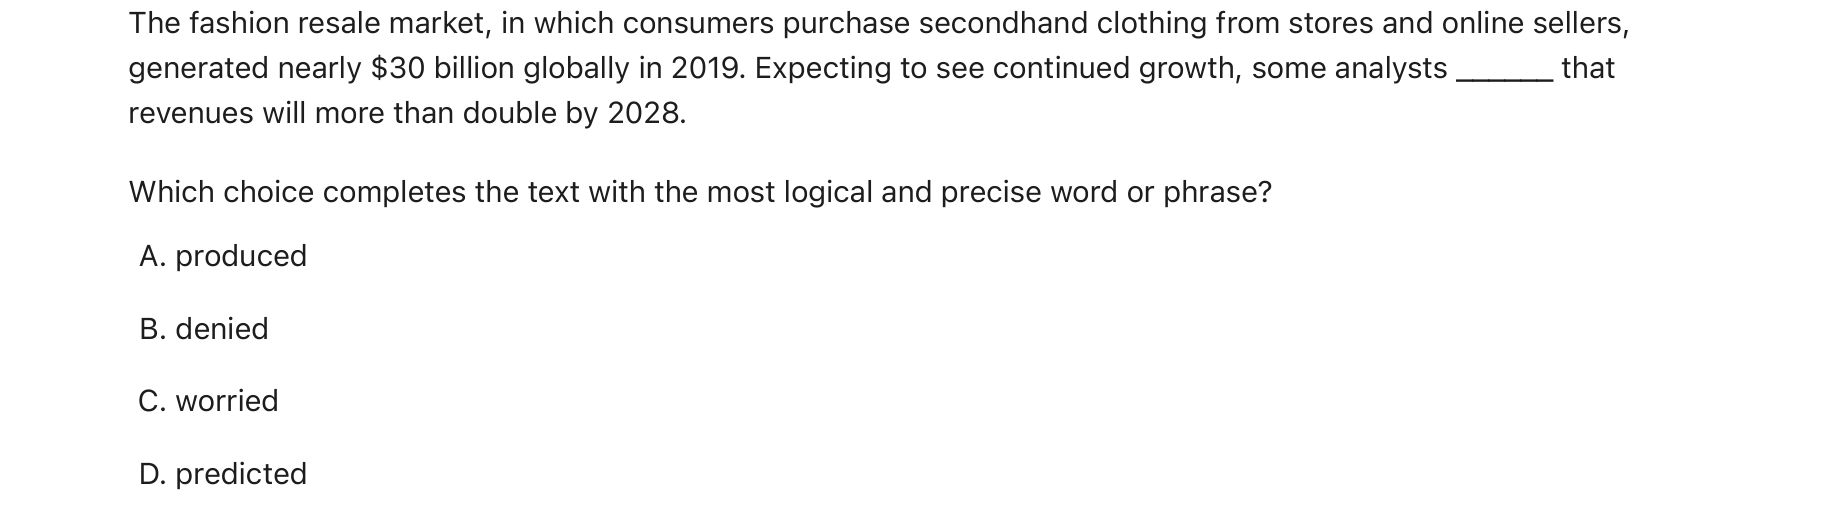 The fashion resale market, in which consumers purchase secondhand clothing from stores and online sellers,
generated nearly $30 billion globally in 2019. Expecting to see continued growth, some analysts ______ that
revenues will more than double by 2028.
Which choice completes the text with the most logical and precise word or phrase?
A. produced
B. denied
C. worried
D. predicted